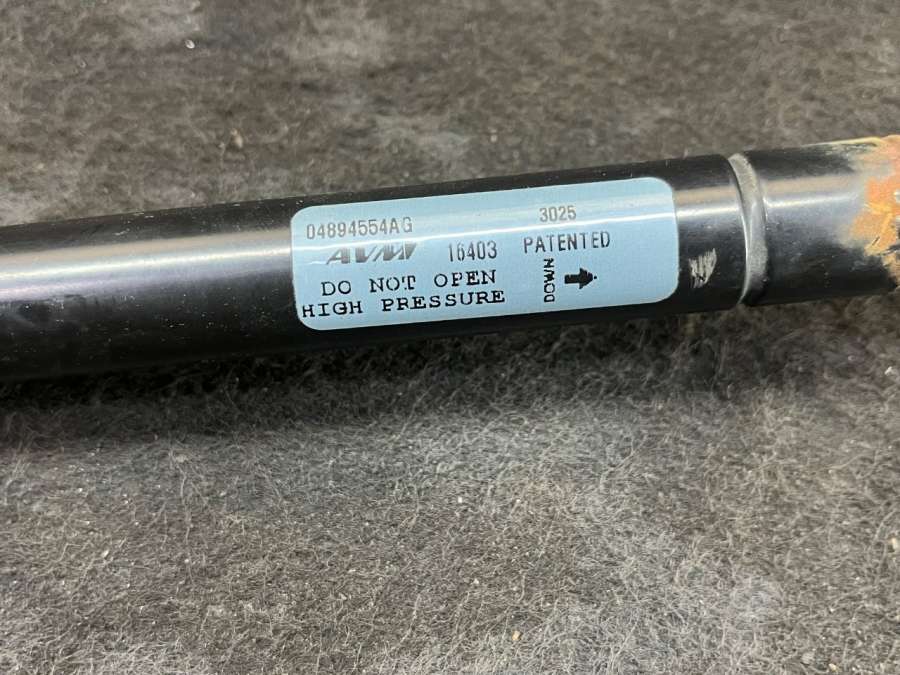 04894554AG 3025
AVM 16403 PATENTED
DO NOT OPEN
HIGH PRESSURE
DOWN